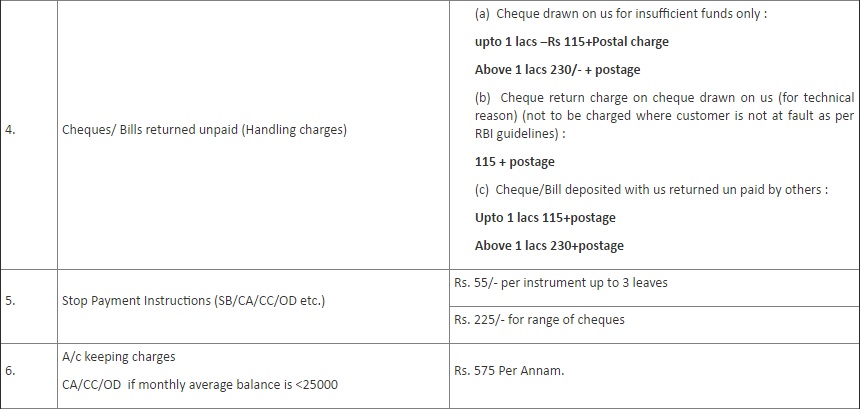 4.
Cheques/ Bills returned unpaid (Handling charges)
(a) Cheque drawn on us for insufficient funds only :
upto 1 lacs –Rs 115+Postal charge
Above 1 lacs 230/- + postage
(b) Cheque return charge on cheque drawn on us (for technical
reason) (not to be charged where customer is not at fault as per
RBI guidelines) :
115 + postage
(c) Cheque/Bill deposited with us returned un paid by others :
Upto 1 lacs 115+postage
Above 1 lacs 230+postage
5.
Stop Payment Instructions (SB/CA/CC/OD etc.)
Rs. 55/- per instrument up to 3 leaves
Rs. 225/- for range of cheques
6.
A/c keeping charges
CA/CC/OD if monthly average balance is <25000
Rs. 575 Per Annam.